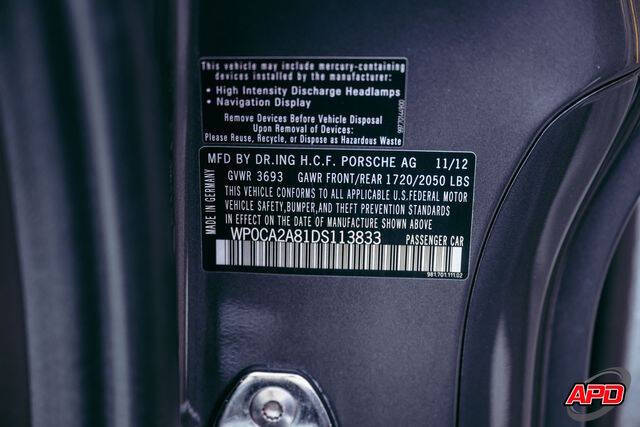 This vehicle may include mercury-containing
devices installed by the manufacturer:
• High Intensity Discharge Headlamps
• Navigation Display
Remove Devices Before Vehicle Disposal
Upon Removal of Devices:
Please Reuse, Recycle, or Dispose as Hazardous Waste
MFD BY DR.ING H.C.F. PORSCHE AG 11/12
GVWR 3693 GAWR FRONT/REAR 1720/2050 LBS
THIS VEHICLE CONFORMS TO ALL APPLICABLE U.S.FEDERAL MOTOR
VEHICLE SAFETY,BUMPER,AND THEFT PREVENTION STANDARDS
IN EFFECT ON THE DATE OF MANUFACTURE SHOWN ABOVE
WP0CA2A81DS113833 PASSENGER CAR
981.701.111.02
MADE IN GERMANY
APD